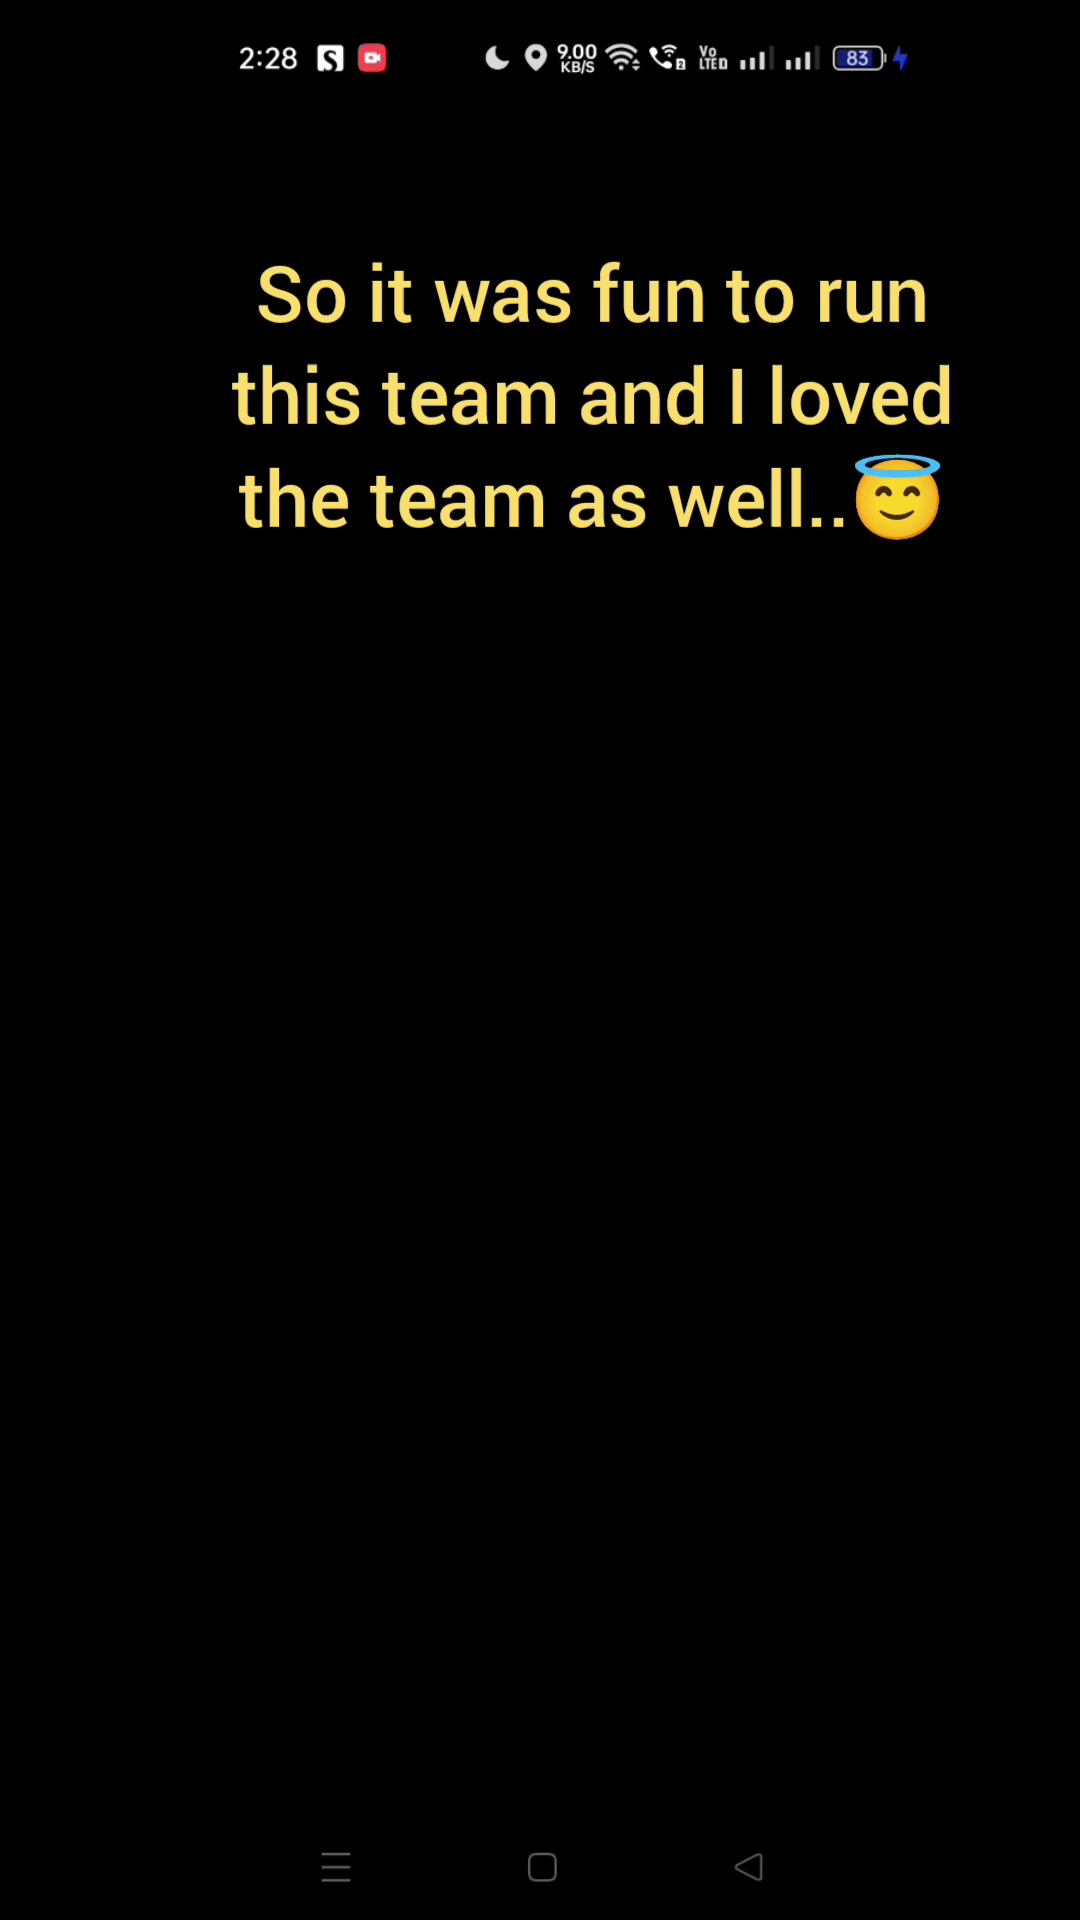 2:28 S 9.00 KB/S Vo LTE 83
So it was fun to run
this team and I loved
the team as well..😇